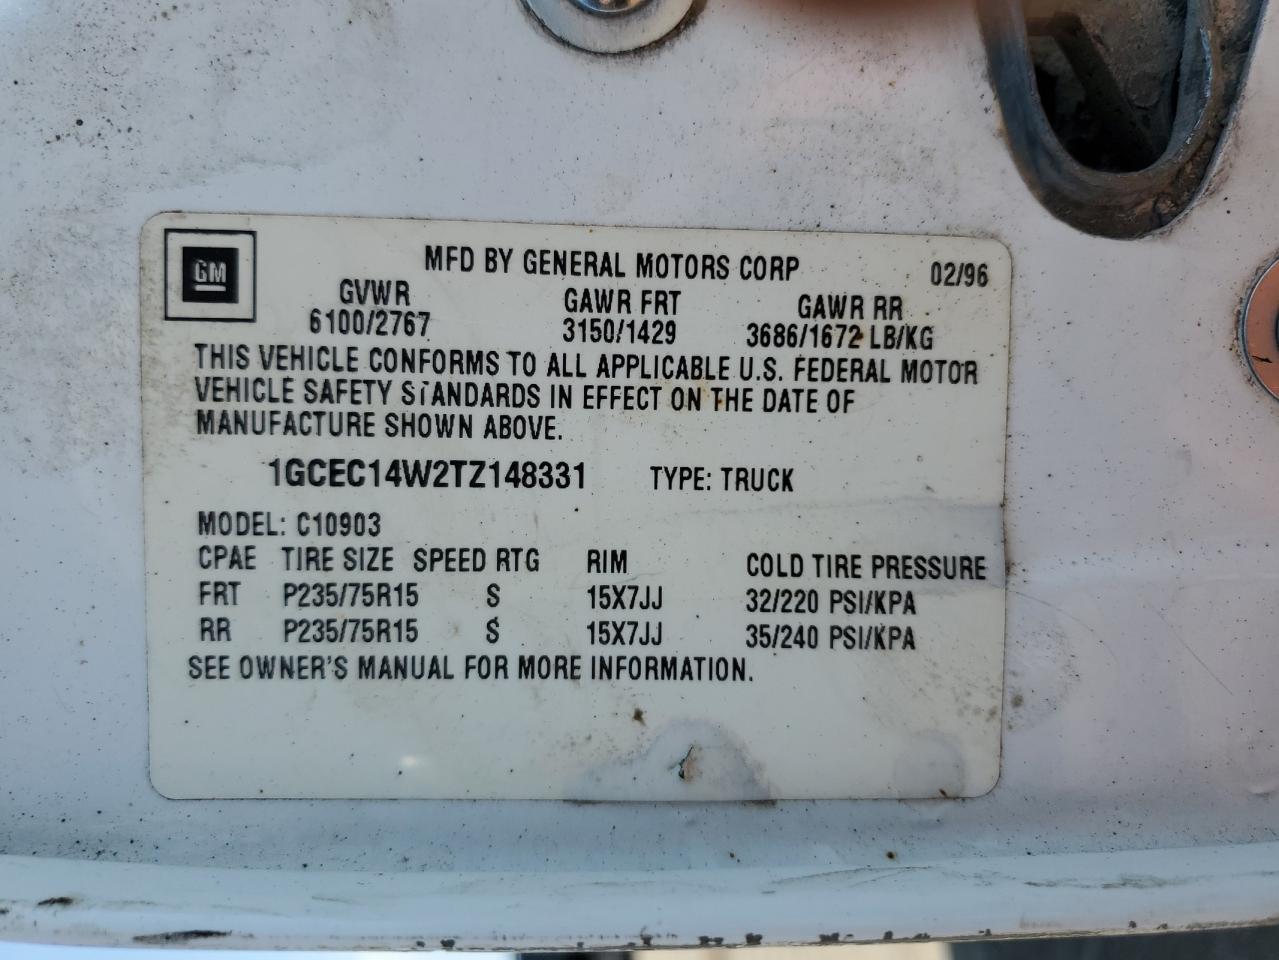 GM
MFD BY GENERAL MOTORS CORP 02/96
GVWR GAWR FRT GAWR RR
6100/2767 3150/1429 3686/1672 LB/KG
THIS VEHICLE CONFORMS TO ALL APPLICABLE U.S. FEDERAL MOTOR
VEHICLE SAFETY STANDARDS IN EFFECT ON THE DATE OF
MANUFACTURE SHOWN ABOVE.
1GCEC14W2TZ148331 TYPE: TRUCK
MODEL: C10903
CPAE TIRE SIZE SPEED RTG RIM COLD TIRE PRESSURE
FRT P235/75R15 S 15X7JJ 32/220 PSI/KPA
RR P235/75R15 S 15X7JJ 35/240 PSI/KPA
SEE OWNER'S MANUAL FOR MORE INFORMATION.